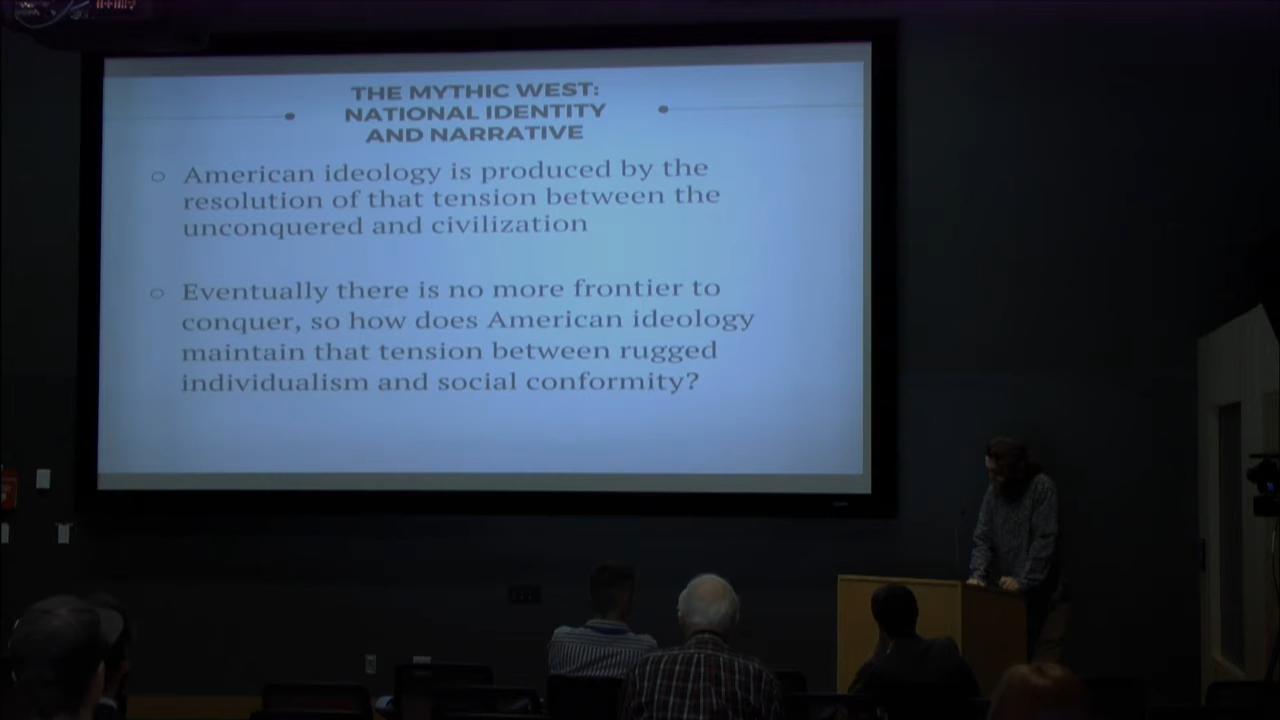 THE MYTHIC WEST:
NATIONAL IDENTITY
AND NARRATIVE
○ American ideology is produced by the
resolution of that tension between the
unconquered and civilization
○ Eventually there is no more frontier to
conquer, so how does American ideology
maintain that tension between rugged
individualism and social conformity?